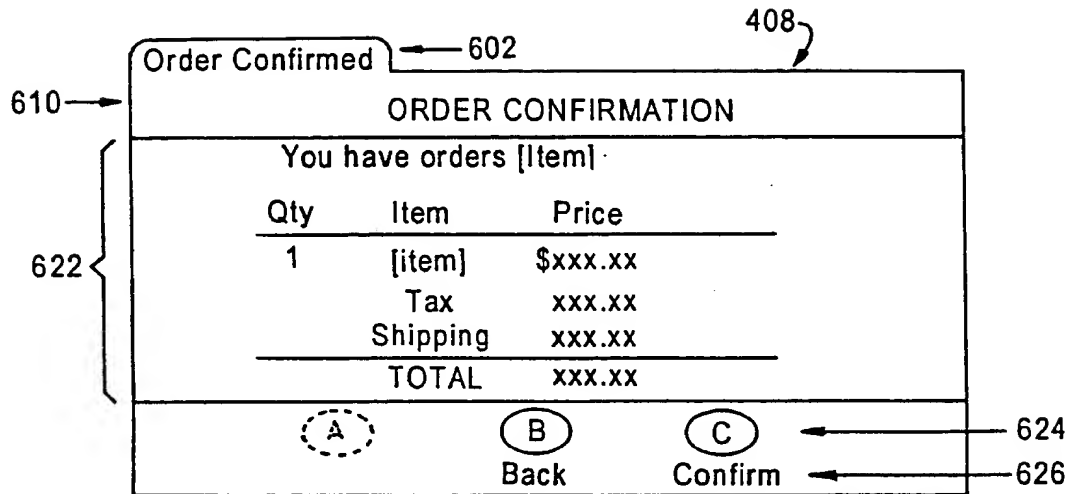 408
Order Confirmed
602
610
ORDER CONFIRMATION
You have orders [Item]
Qty Item Price
1 [item] $xxx.xx
622
Tax xxx.xx
Shipping xxx.xx
TOTAL xxx.xx
A B C
624
Back Confirm
626